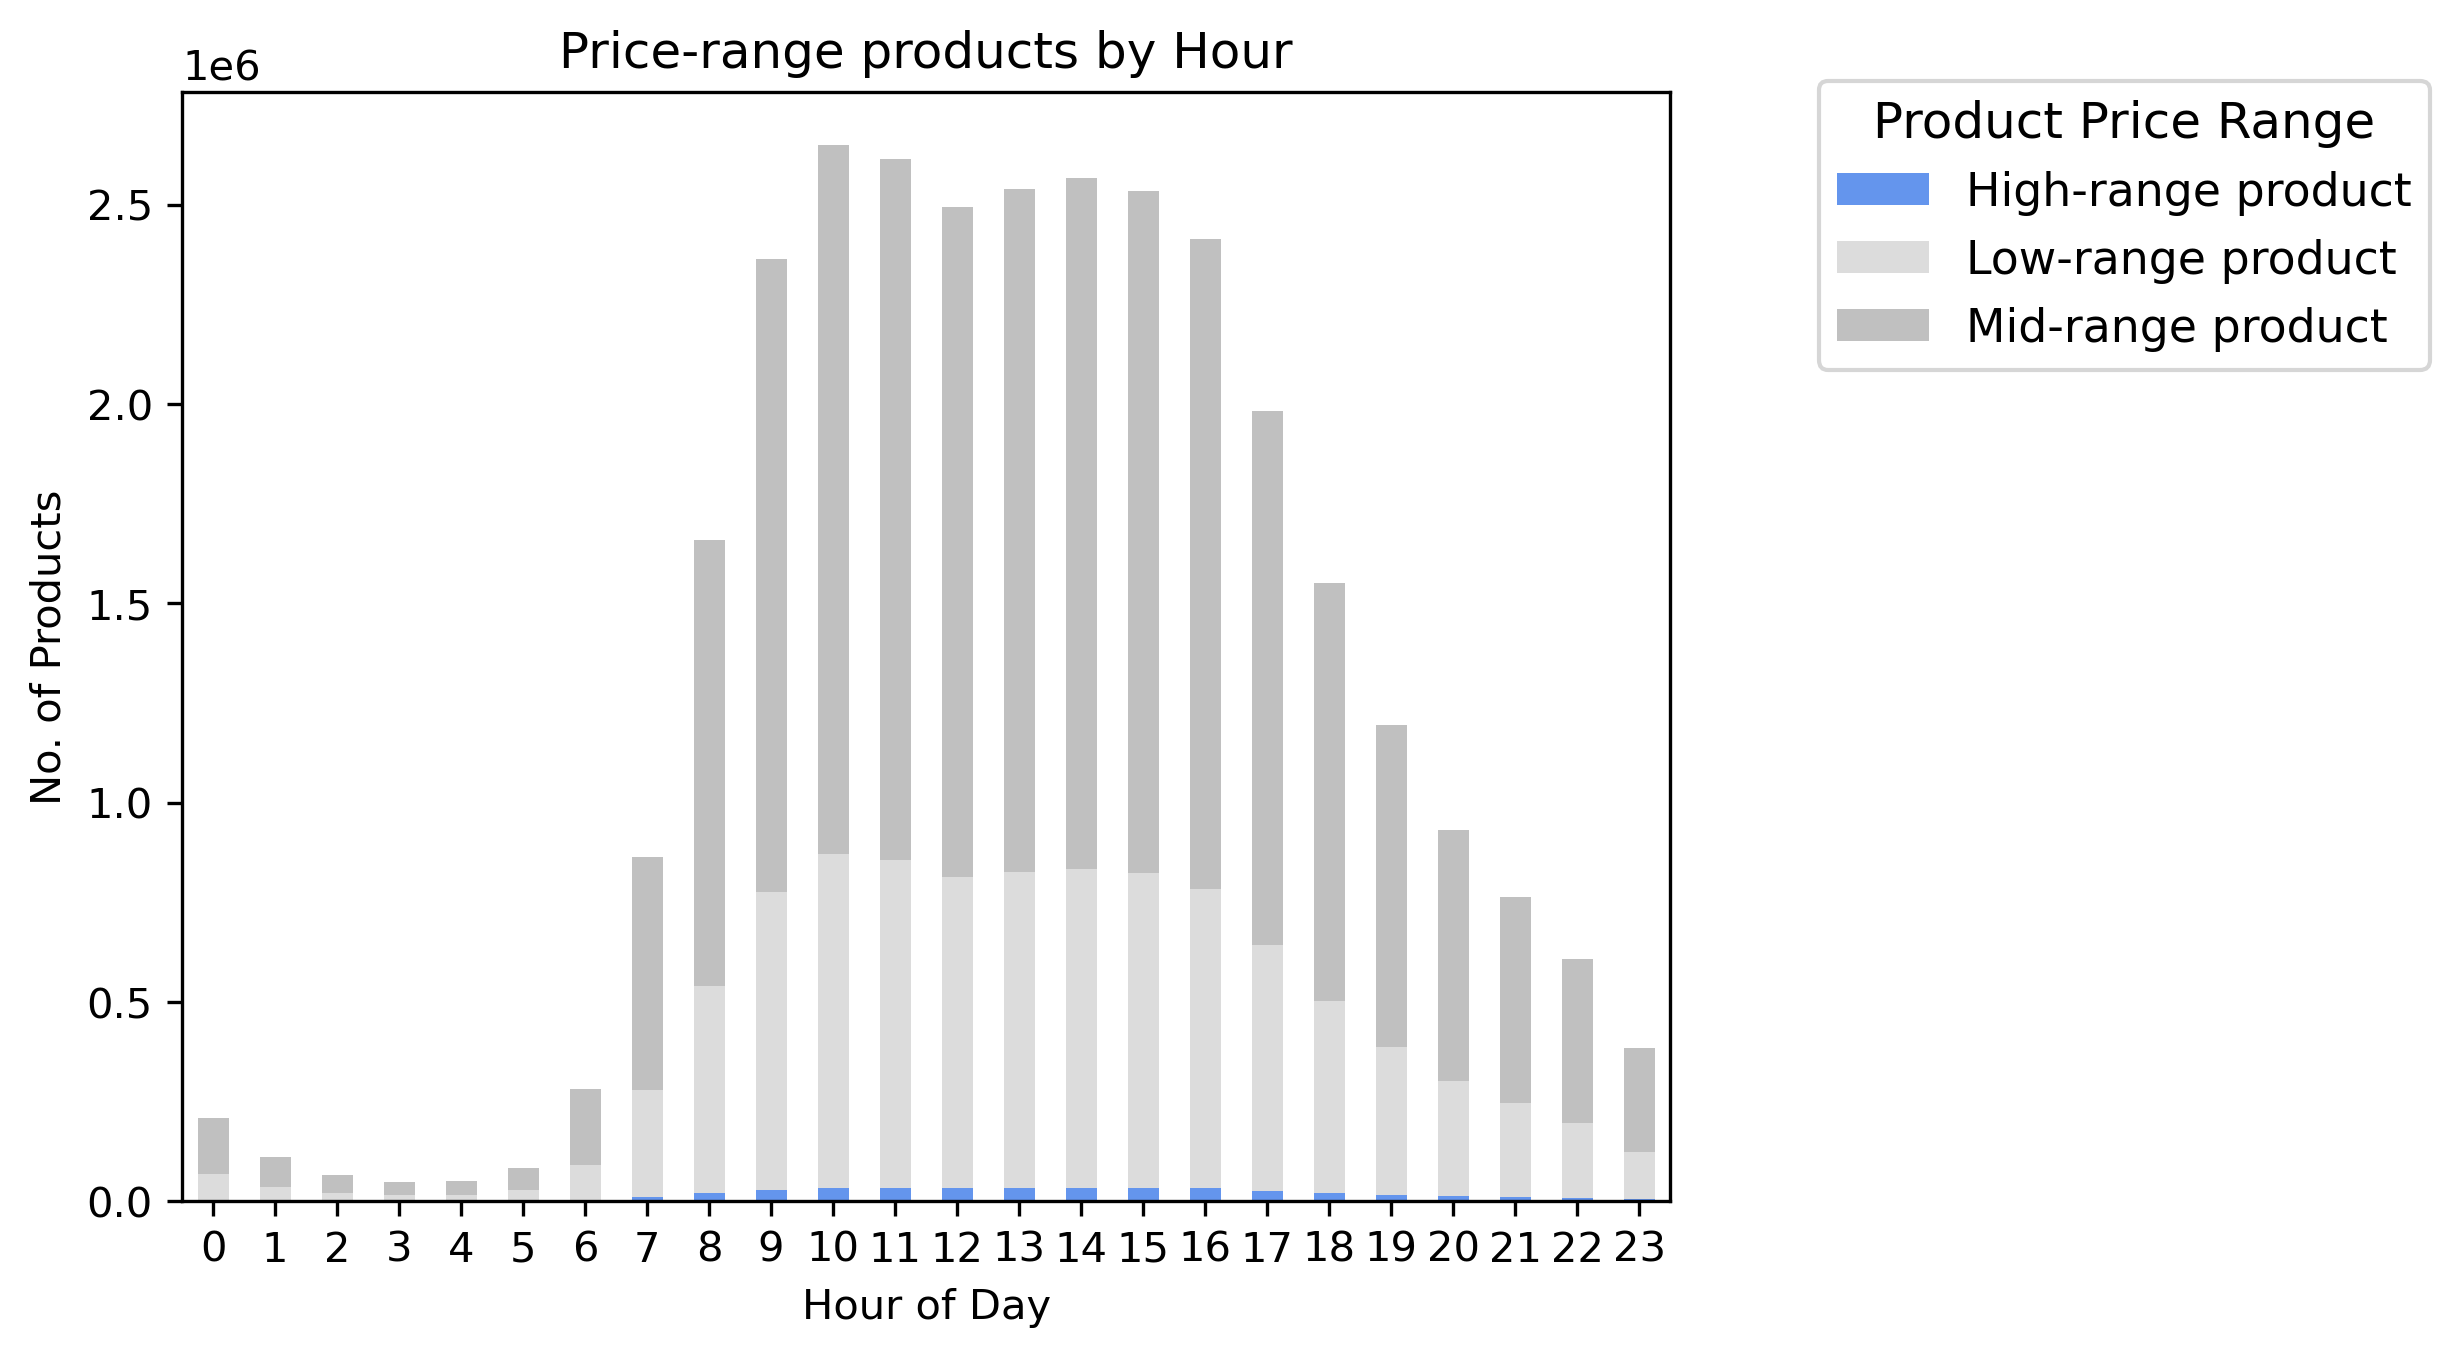 Price-range products by Hour
1e6
2.5
2.0
1.5
1.0
0.5
0.0
No. of Products
0 1 2 3 4 5 6 7 8 9 10 11 12 13 14 15 16 17 18 19 20 21 22 23
Hour of Day
Product Price Range
High-range product
Low-range product
Mid-range product